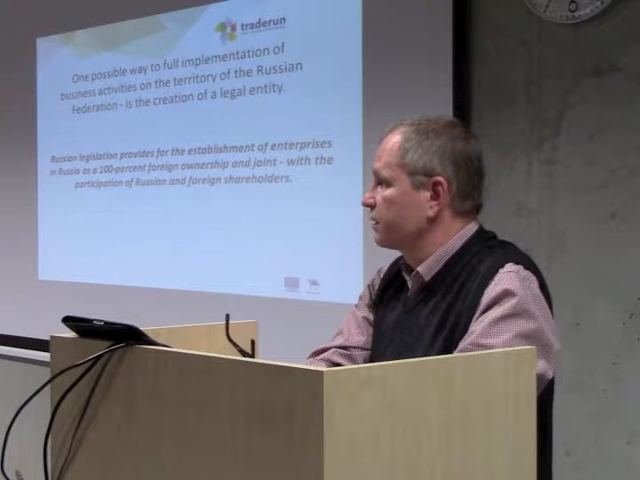 traderun
One possible way to full implementation of
business activities on the territory of the Russian
Federation - is the creation of a legal entity.
Russian legislation provides for the establishment of enterprises
in Russia as a 100-percent foreign ownership and joint - with the
participation of Russian and foreign shareholders.